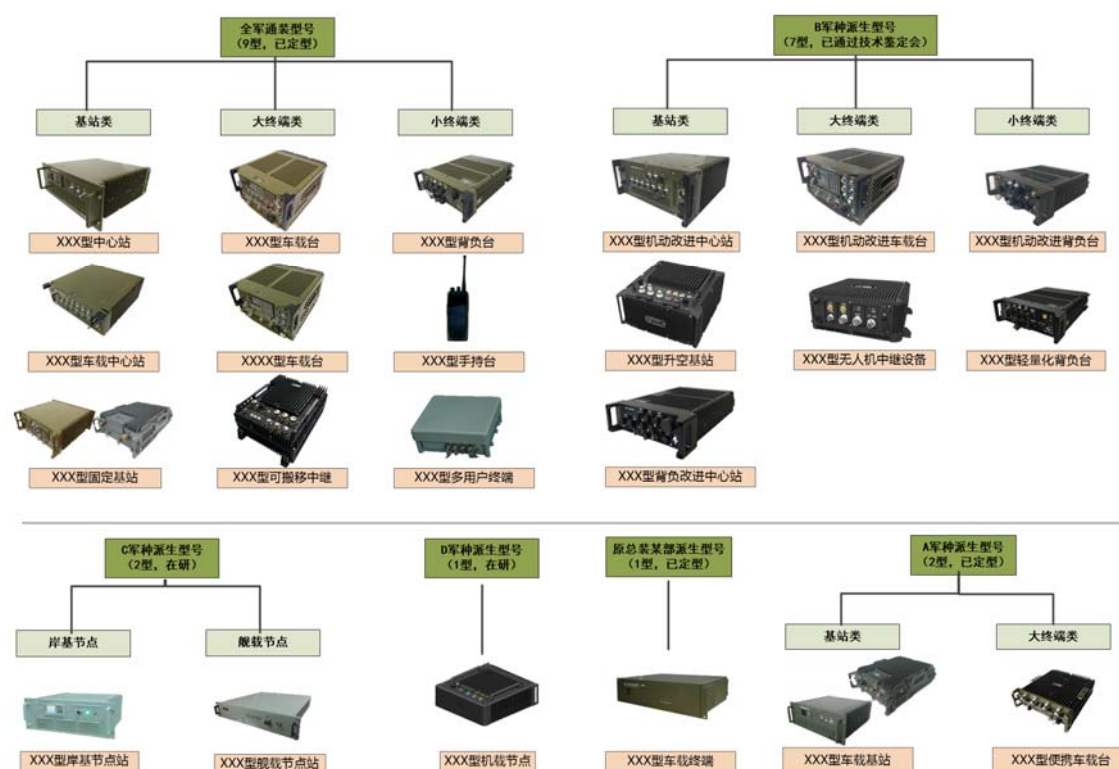 全军通装型号
（9型，已定型）
基站类
大终端类
小终端类
XXX型中心站
XXX型车载台
XXX型背负台
XXX型车载中心站
XXXX型车载台
XXX型手持台
XXX型固定基站
XXX型可搬移中继
XXX型多用户终端
B军种派生型号
（7型，已通过技术鉴定会）
基站类
大终端类
小终端类
XXX型机动改进中心站
XXX型机动改进车载台
XXX型机动改进背负台
XXX型升空基站
XXX型无人机中继设备
XXX型轻量化背负台
XXX型背负改进中心站
C军种派生型号
（2型，在研）
岸基节点
舰载节点
XXX型岸基节点站
XXX型舰载节点站
D军种派生型号
（1型，在研）
XXX型机载节点
原总装某部派生型号
（1型，已定型）
XXX型车载终端
A军种派生型号
（2型，已定型）
基站类
大终端类
XXX型车载基站
XXX型便携车载台